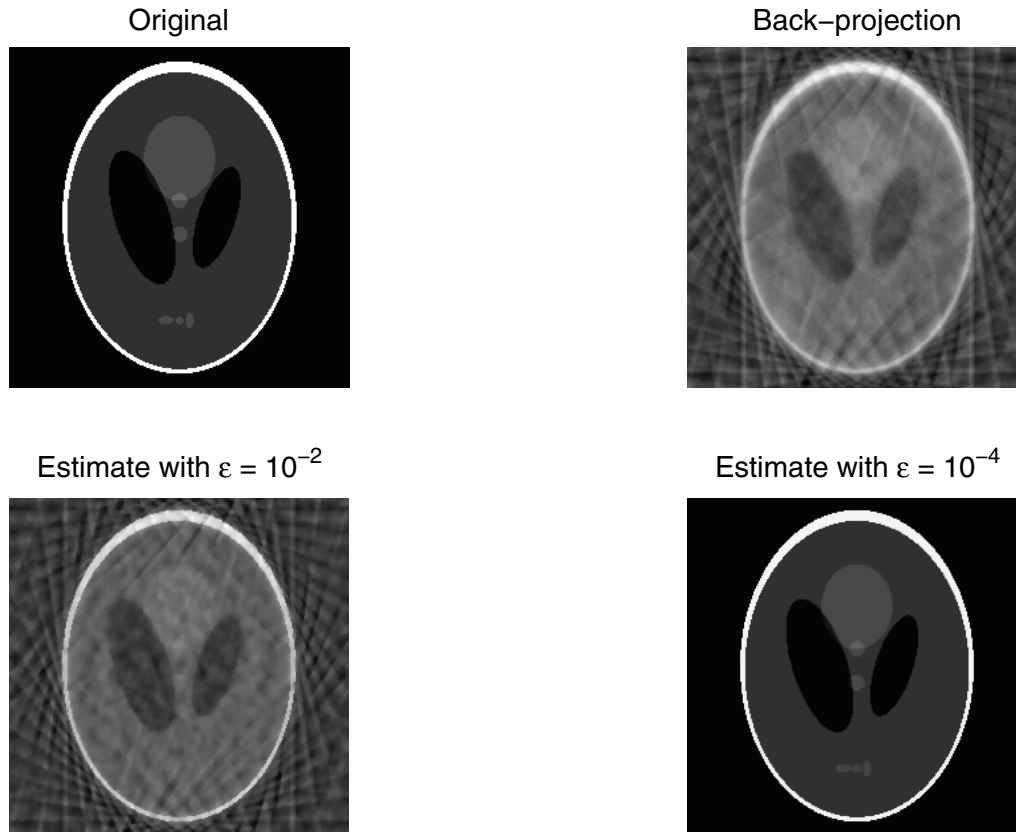 Original
Back−projection
Estimate with ε = 10⁻²
Estimate with ε = 10⁻⁴